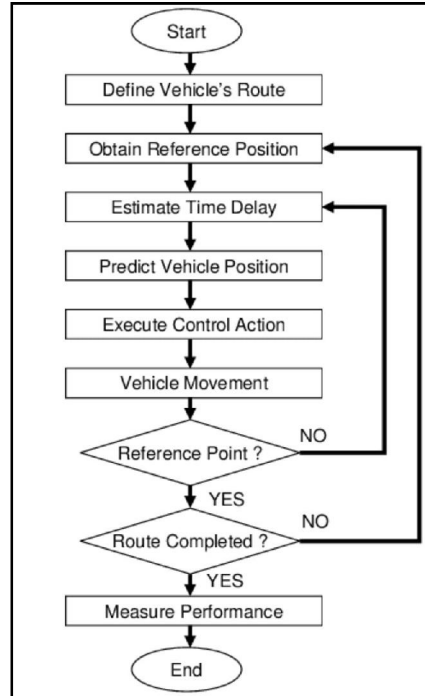 Start
Define Vehicle's Route
Obtain Reference Position
Estimate Time Delay
Predict Vehicle Position
Execute Control Action
Vehicle Movement
Reference Point ?
NO
YES
Route Completed ?
NO
YES
Measure Performance
End